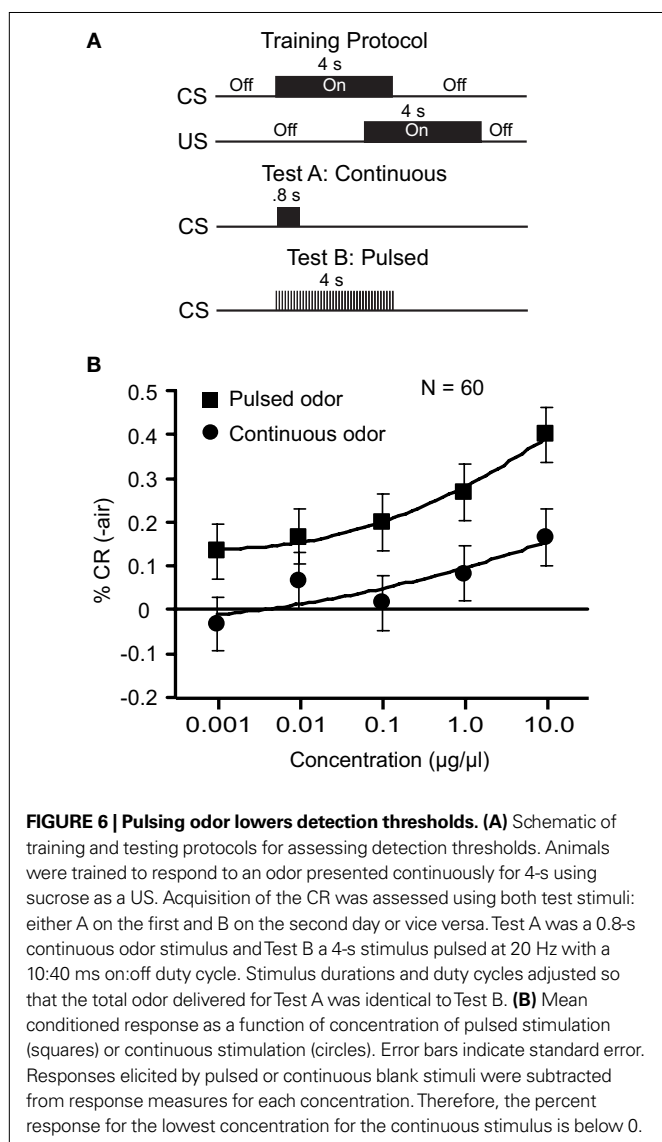 A
Training Protocol
4 s
Off On Off
CS
4 s
Off On Off
US
Test A: Continuous
.8 s
CS
Test B: Pulsed
4 s
CS
B
0.5
N = 60
Pulsed odor
Continuous odor
0.4
0.3
0.2
0.1
0
-0.1
-0.2
% CR (-air)
0.001 0.01 0.1 1.0 10.0
Concentration (µg/µl)
FIGURE 6 | Pulsing odor lowers detection thresholds. (A) Schematic of
training and testing protocols for assessing detection thresholds. Animals
were trained to respond to an odor presented continuously for 4-s using
sucrose as a US. Acquisition of the CR was assessed using both test stimuli:
either A on the first and B on the second day or vice versa. Test A was a 0.8-s
continuous odor stimulus and Test B a 4-s stimulus pulsed at 20 Hz with a
10:40 ms on:off duty cycle. Stimulus durations and duty cycles adjusted so
that the total odor delivered for Test A was identical to Test B. (B) Mean
conditioned response as a function of concentration of pulsed stimulation
(squares) or continuous stimulation (circles). Error bars indicate standard error.
Responses elicited by pulsed or continuous blank stimuli were subtracted
from response measures for each concentration. Therefore, the percent
response for the lowest concentration for the continuous stimulus is below 0.